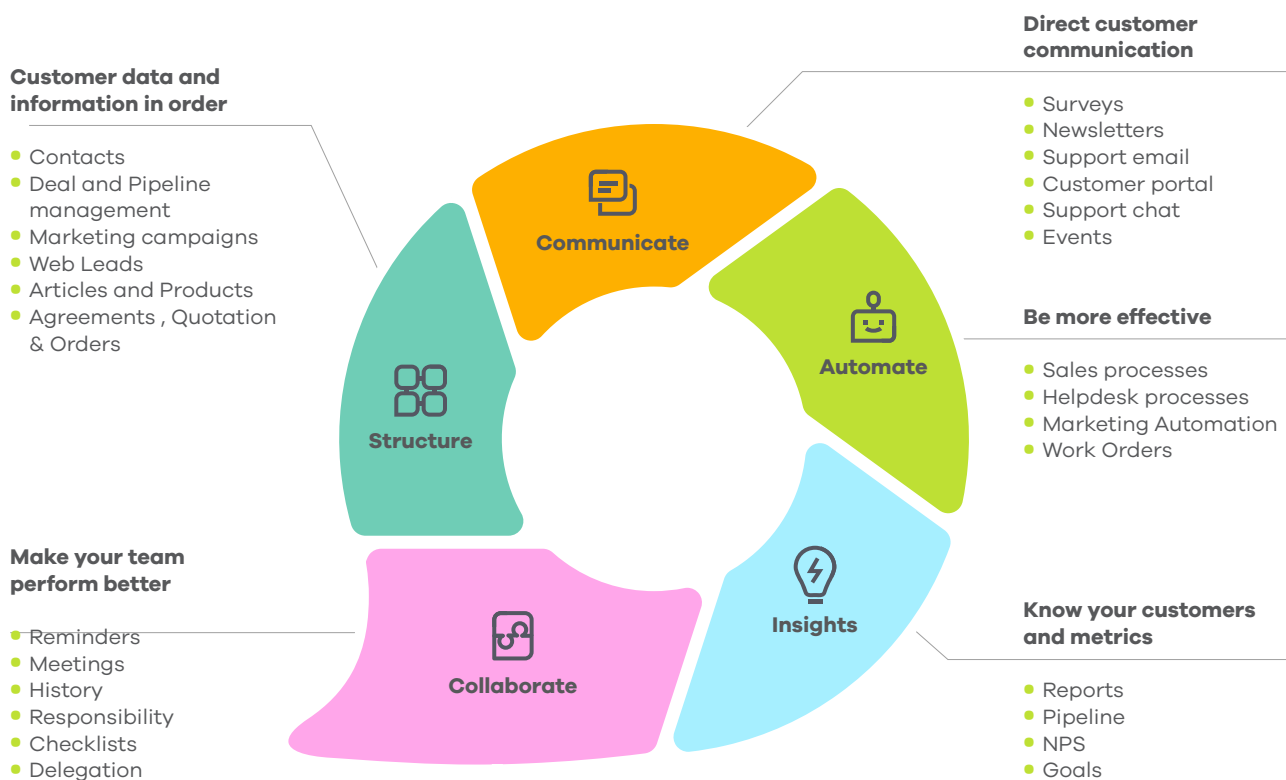 Customer data and
information in order
Contacts
Deal and Pipeline
management
Marketing campaigns
Web Leads
Articles and Products
Agreements , Quotation
& Orders
Direct customer
communication
Surveys
Newsletters
Support email
Customer portal
Support chat
Events
Communicate
Automate
Structure
Insights
Collaborate
Be more effective
Sales processes
Helpdesk processes
Marketing Automation
Work Orders
Make your team
perform better
Reminders
Meetings
History
Responsibility
Checklists
Delegation
Know your customers
and metrics
Reports
Pipeline
NPS
Goals